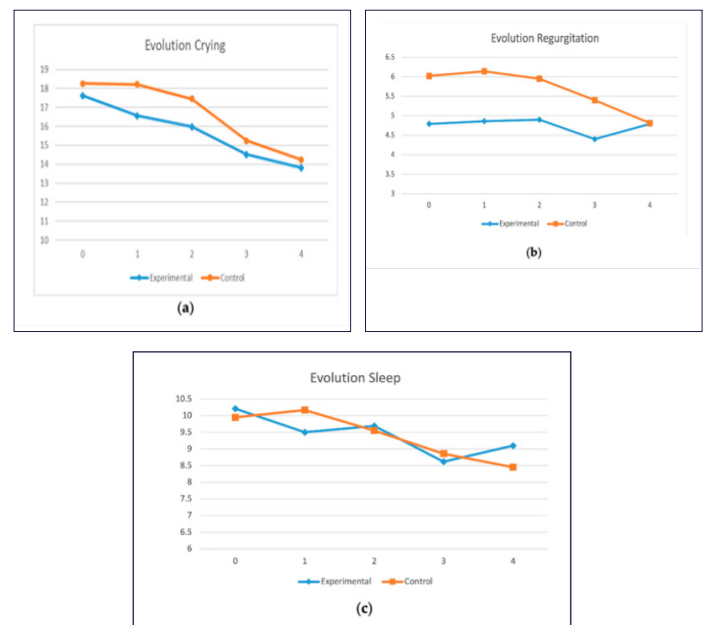 Evolution Crying
19
18
17
16
15
14
13
12
11
10
0 1 2 3 4
Experimental Control
(a)
Evolution Regurgitation
6.5
6
5.5
5
4.5
4
3.5
3
0 1 2 3 4
Experimental Control
(b)
Evolution Sleep
10.5
10
9.5
9
8.5
8
7.5
7
6.5
6
0 1 2 3 4
Experimental Control
(c)